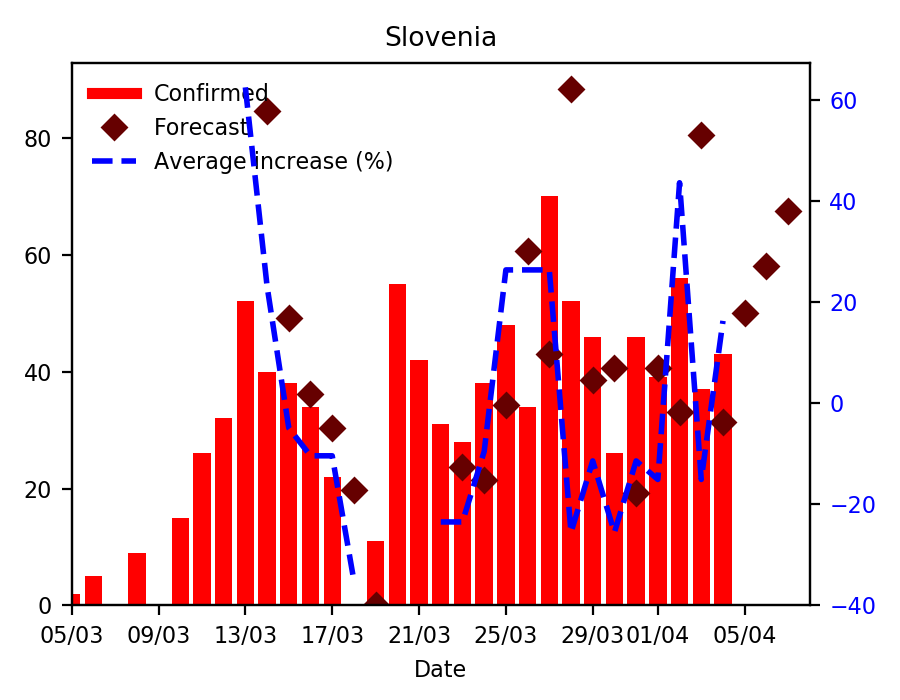 Slovenia
Confirmed
Forecast
Average increase (%)
80
60
40
20
0
60
40
20
0
−20
−40
05/03 09/03 13/03 17/03 21/03 25/03 29/03 01/04 05/04
Date